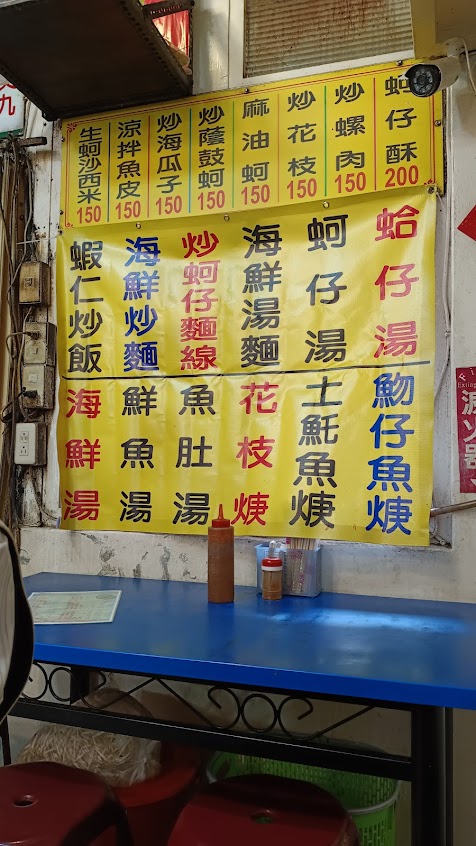 蚵仔酥 200
炒螺肉 150
炒花枝 150
麻油蚵 150
炒蔭鼓蚵 150
炒海瓜子 150
涼拌魚皮 150
生蚵沙西米 150
蛤仔湯
蚵仔湯
海鮮湯麵
炒蚵仔麵線
海鮮炒麵
蝦仁炒飯
魩仔魚焿
土魠魚焿
花枝焿
魚肚湯
鮮魚湯
海鮮湯
丸